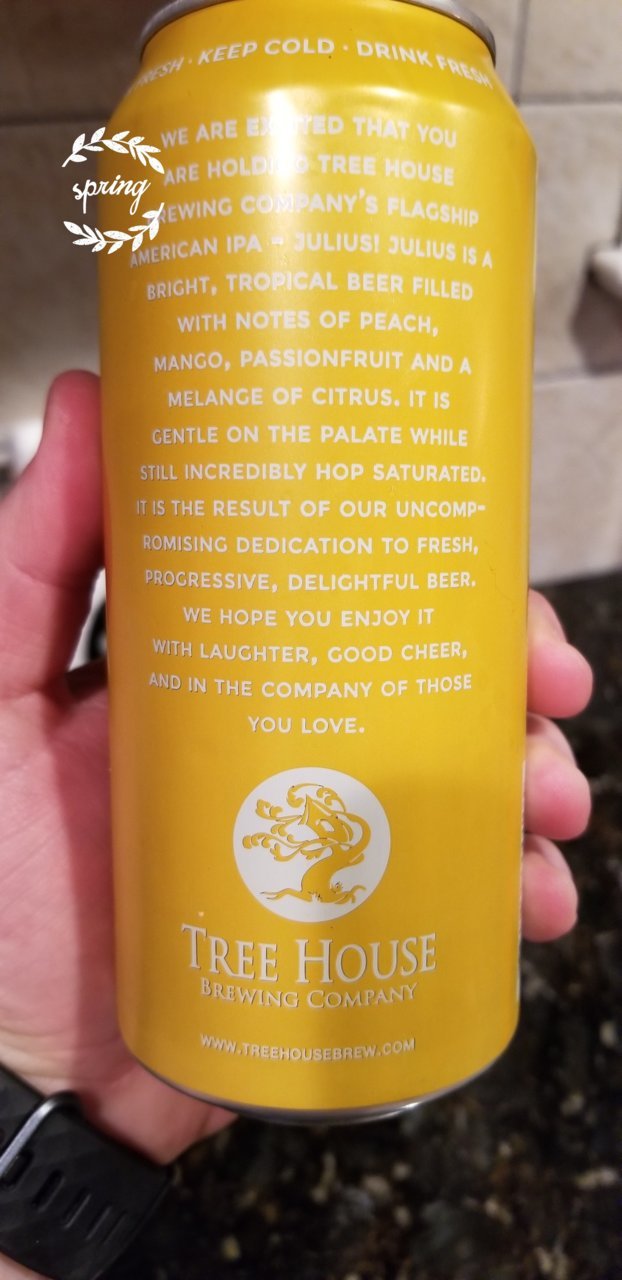 FRESH · KEEP COLD · DRINK FRESH
spring
WE ARE EXCITED THAT YOU
ARE HOLDING TREE HOUSE
BREWING COMPANY'S FLAGSHIP
AMERICAN IPA - JULIUS! JULIUS IS A
BRIGHT, TROPICAL BEER FILLED
WITH NOTES OF PEACH,
MANGO, PASSIONFRUIT AND A
MELANGE OF CITRUS. IT IS
GENTLE ON THE PALATE WHILE
STILL INCREDIBLY HOP SATURATED.
IT IS THE RESULT OF OUR UNCOMP-
ROMISING DEDICATION TO FRESH,
PROGRESSIVE, DELIGHTFUL BEER.
WE HOPE YOU ENJOY IT
WITH LAUGHTER, GOOD CHEER,
AND IN THE COMPANY OF THOSE
YOU LOVE.
TREE HOUSE
BREWING COMPANY
WWW.TREEHOUSEBREW.COM